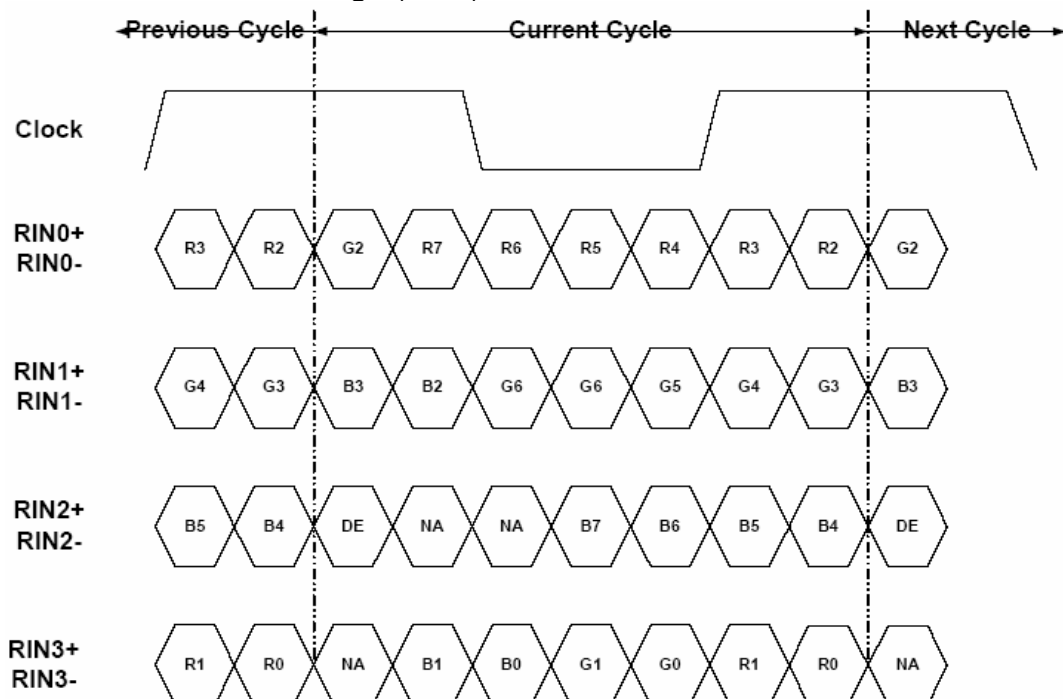 Previous Cycle Current Cycle Next Cycle
Clock
RIN0+
RIN0-
R3 R2 G2 R7 R6 R5 R4 R3 R2 G2
RIN1+
RIN1-
G4 G3 B3 B2 G6 G6 G5 G4 G3 B3
RIN2+
RIN2-
B5 B4 DE NA NA B7 B6 B5 B4 DE
RIN3+
RIN3-
R1 R0 NA B1 B0 G1 G0 R1 R0 NA